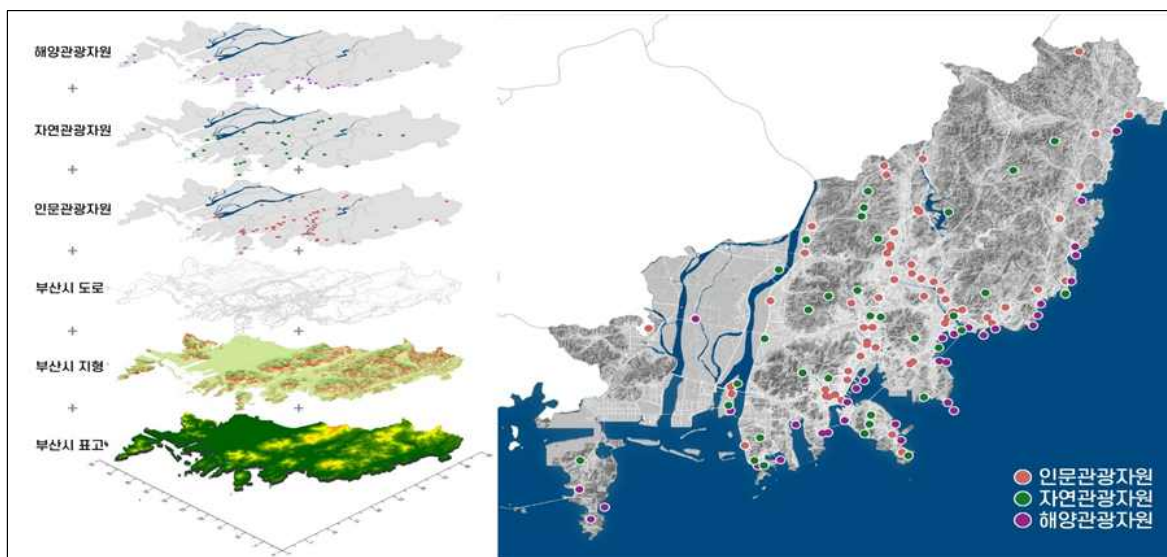 해양관광자원
+ +
자연관광자원
+ +
인문관광자원
+ +
부산시 도로
+ +
부산시 지형
+ +
부산시 표고
인문관광자원
자연관광자원
해양관광자원